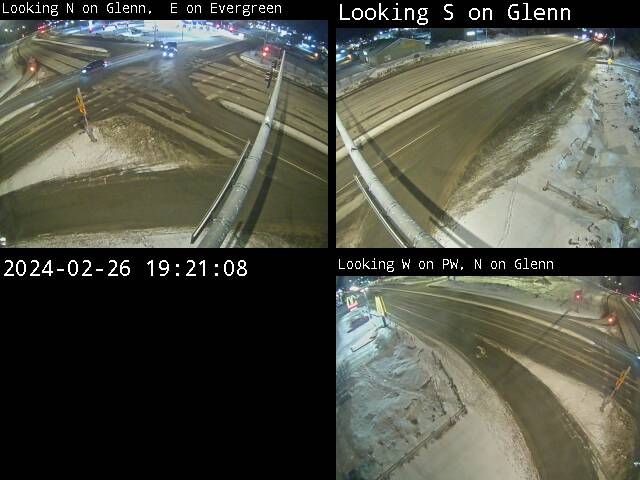 Looking N on Glenn, E on Evergreen
Looking S on Glenn
2024-02-26 19:21:08
Looking W on PW, N on Glenn